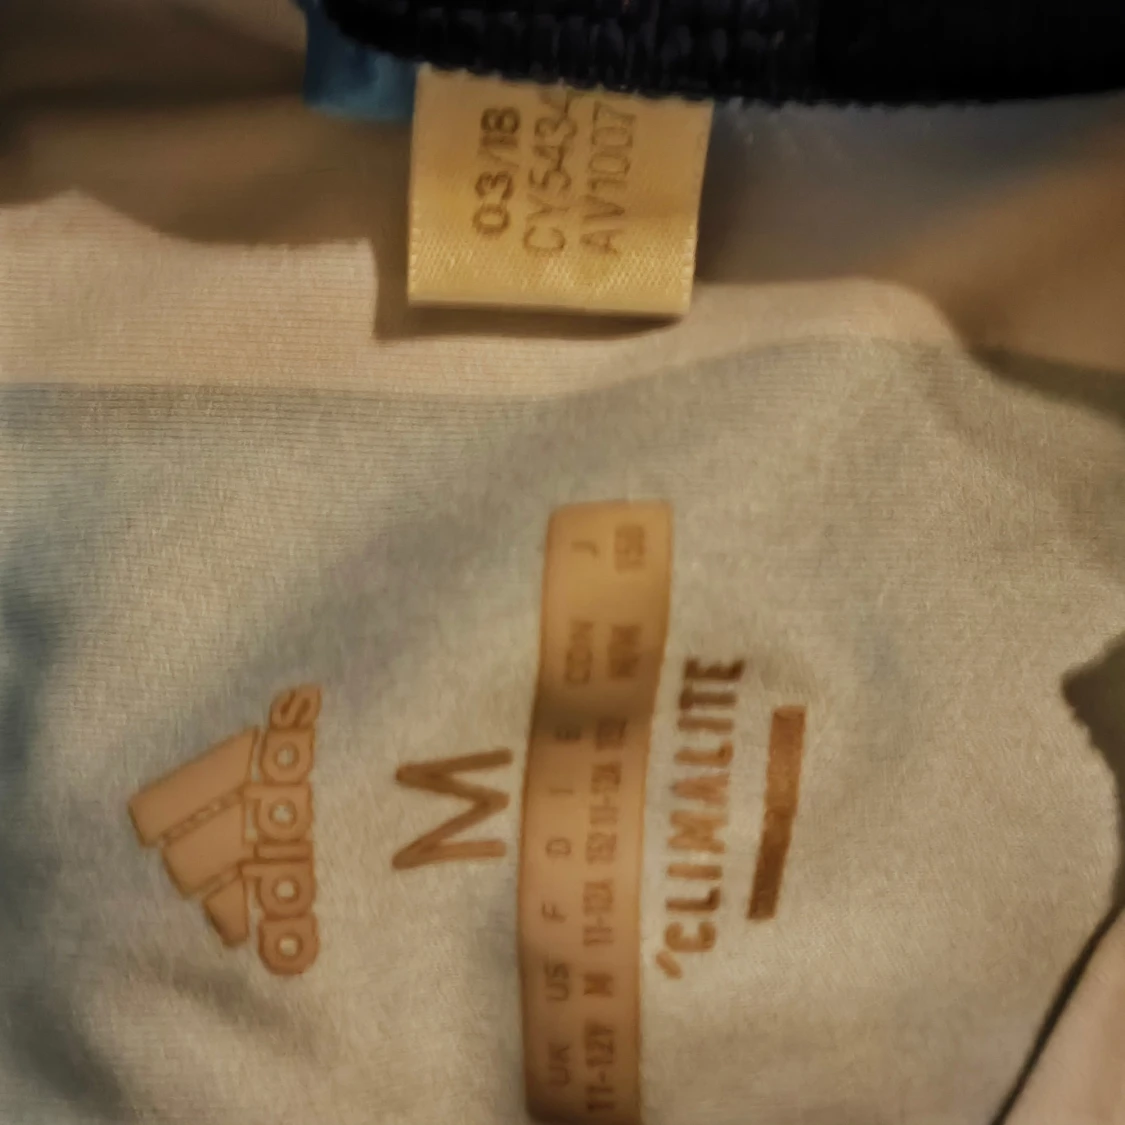 03/18
CY5434
AV1007
adidas
M
UK US F D I E CDN J
11-12Y M 11-12A 152 11-12A 152 M/M 150
CLIMALITE